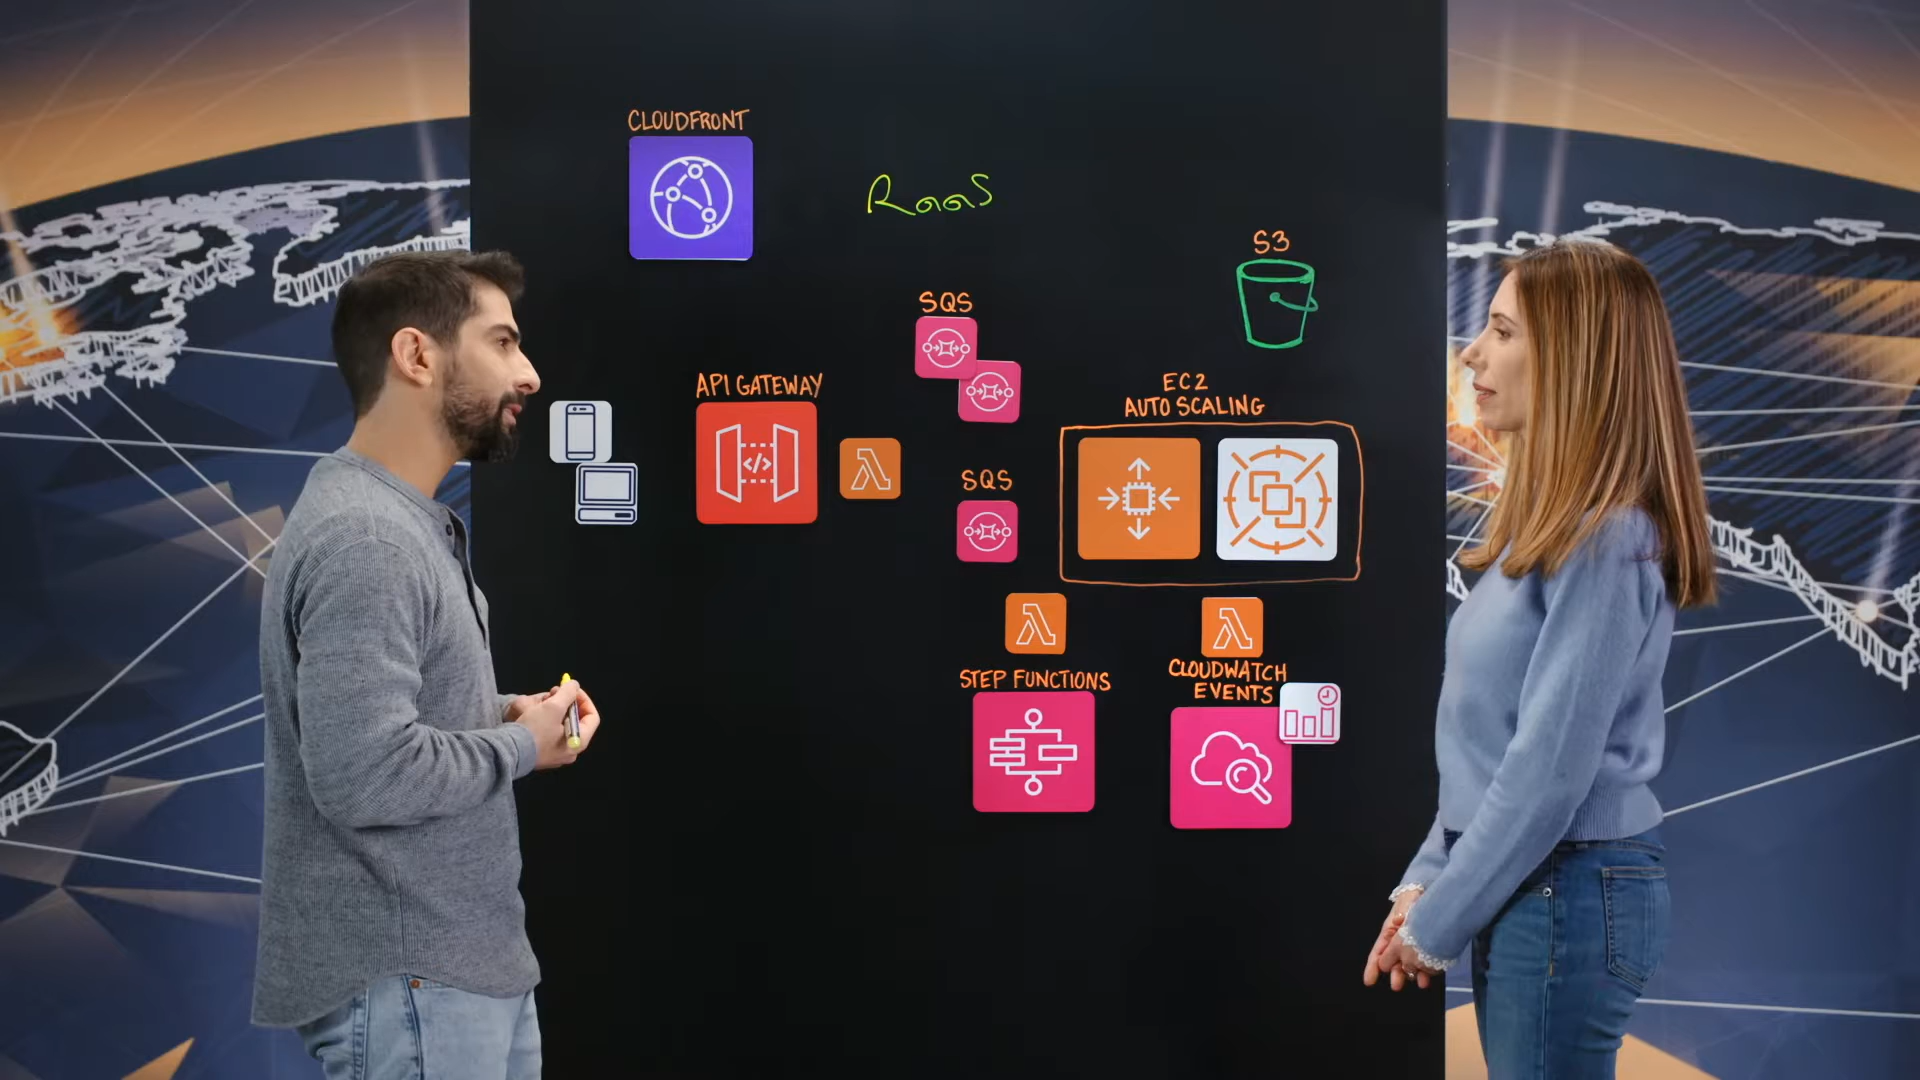 CLOUDFRONT
RaaS
S3
SQS
API GATEWAY
</>
EC2
AUTO SCALING
SQS
STEP FUNCTIONS
CLOUDWATCH
EVENTS